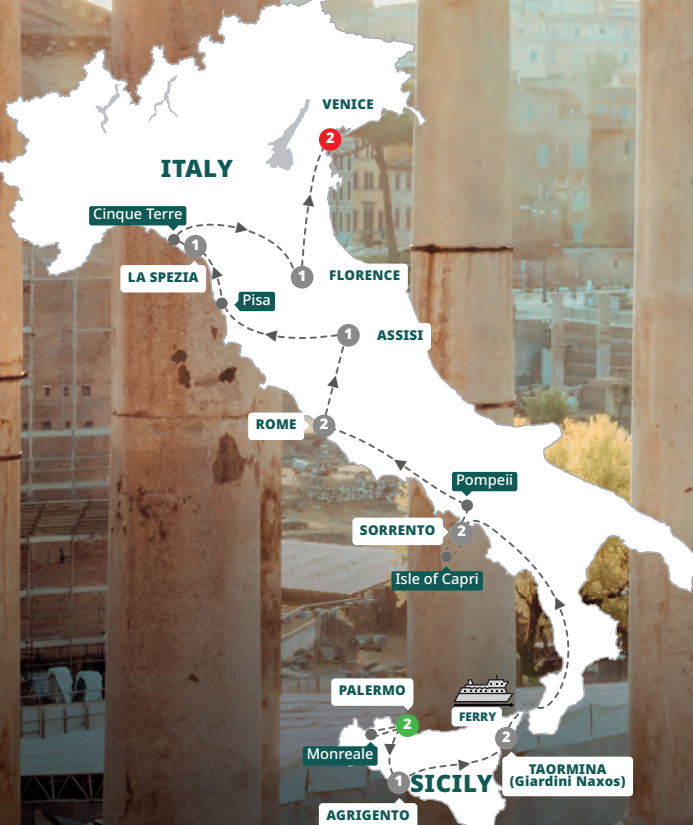 VENICE
2
ITALY
Cinque Terre
1
LA SPEZIA
1
FLORENCE
Pisa
1
ASSISI
ROME
2
Pompeii
SORRENTO
2
Isle of Capri
PALERMO
2
FERRY
Monreale
2
1
SICILY
TAORMINA
(Giardini Naxos)
AGRIGENTO